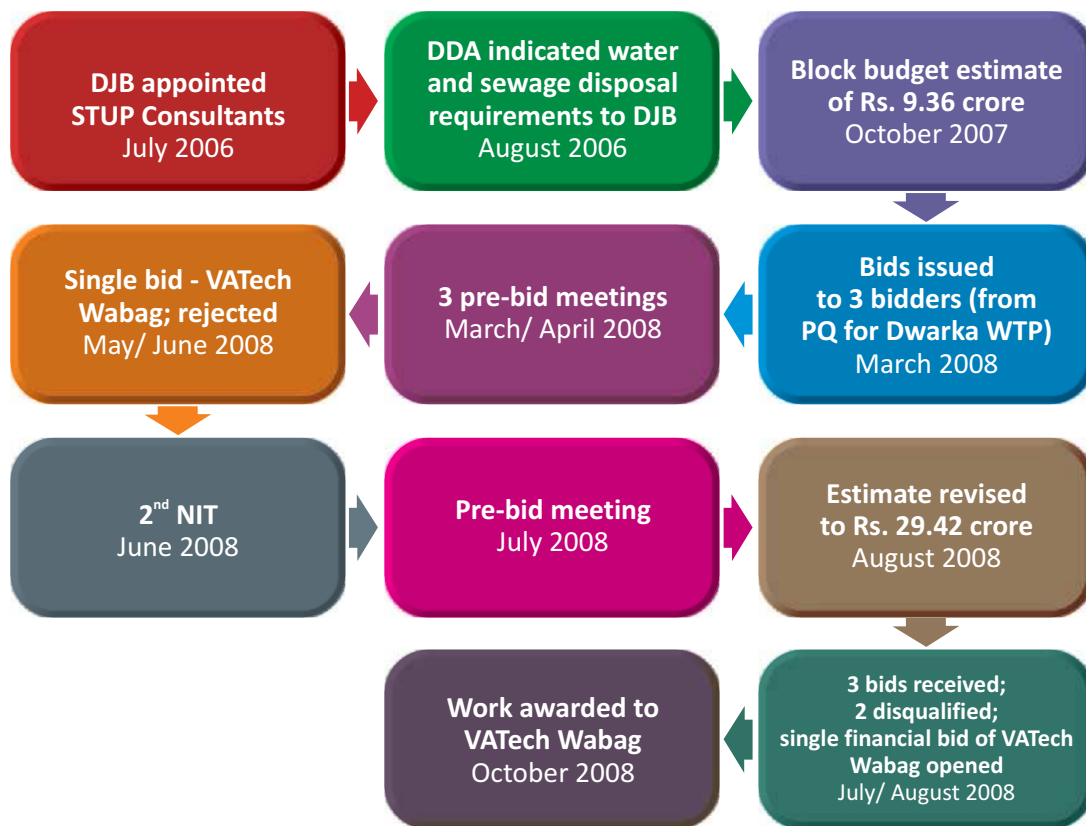 DJB appointed
STUP Consultants
July 2006
DDA indicated water
and sewage disposal
requirements to DJB
August 2006
Block budget estimate
of Rs. 9.36 crore
October 2007
Bids issued
to 3 bidders (from
PQ for Dwarka WTP)
March 2008
3 pre-bid meetings
March/ April 2008
Single bid - VATech
Wabag; rejected
May/ June 2008
2nd NIT
June 2008
Pre-bid meeting
July 2008
Estimate revised
to Rs. 29.42 crore
August 2008
3 bids received;
2 disqualified;
single financial bid of VATech
Wabag opened
July/ August 2008
Work awarded to
VATech Wabag
October 2008